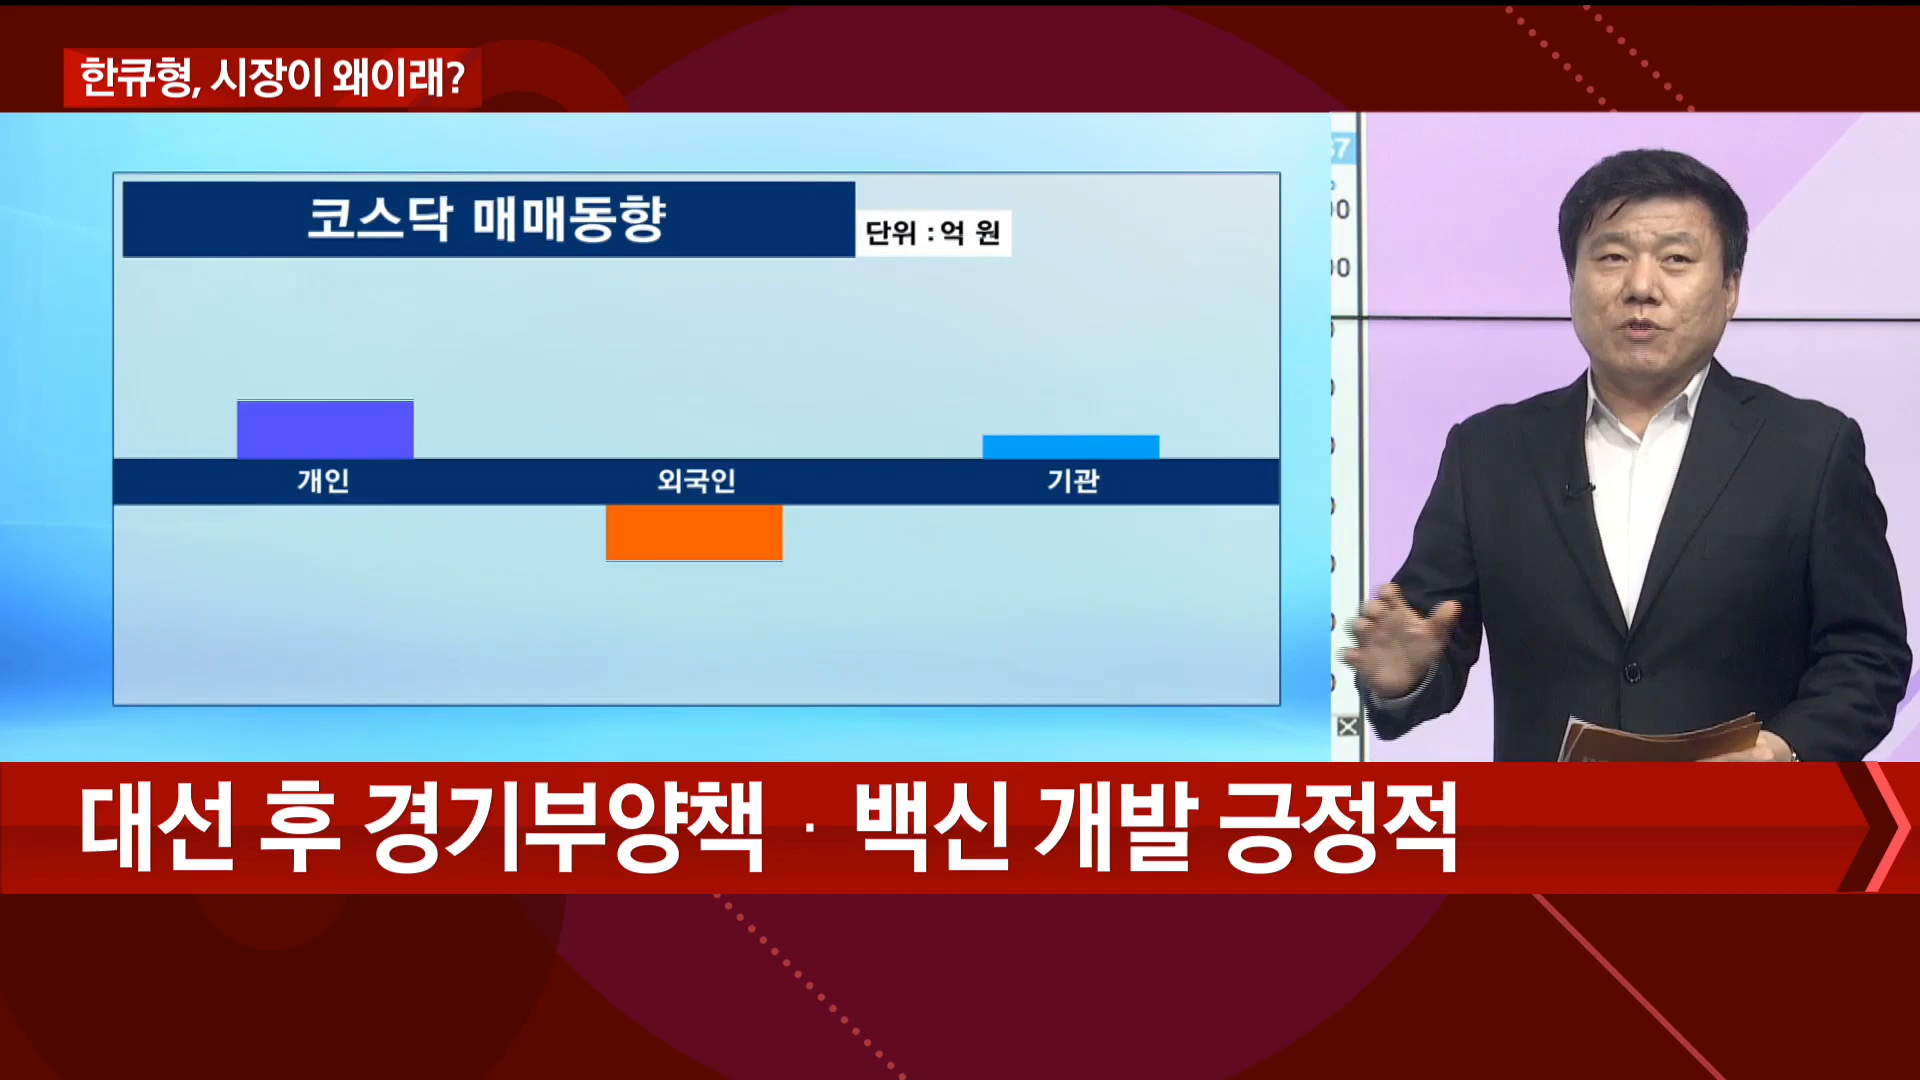 한큐형, 시장이 왜이래?
코스닥 매매동향
단위 : 억 원
개인
외국인
기관
대선 후 경기부양책 · 백신 개발 긍정적